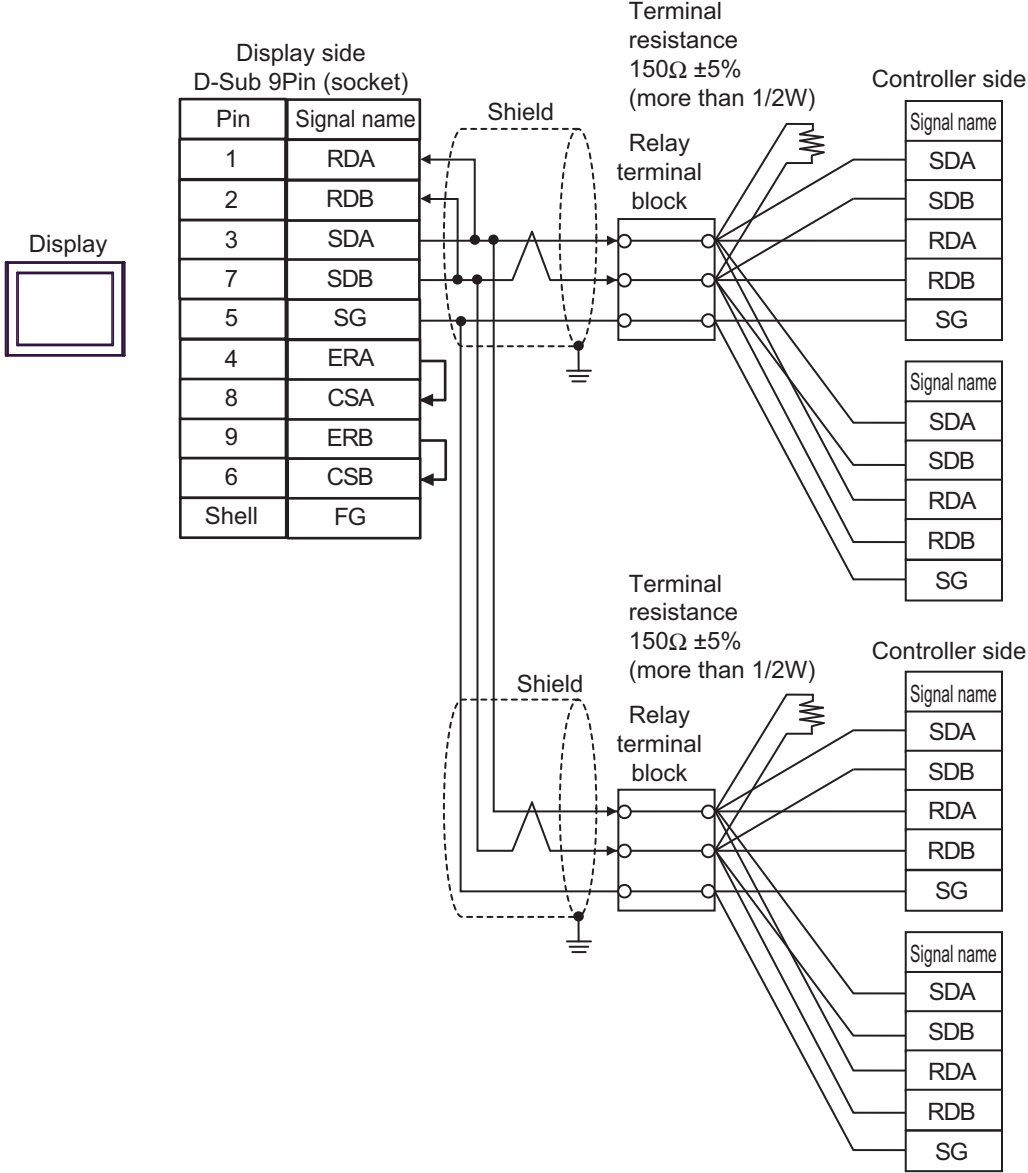 Display
Display side
D-Sub 9Pin (socket)
Pin Signal name
1 RDA
2 RDB
3 SDA
7 SDB
5 SG
4 ERA
8 CSA
9 ERB
6 CSB
Shell FG
Shield
Terminal
resistance
150Ω ±5%
(more than 1/2W)
Relay
terminal
block
Controller side
Signal name
SDA
SDB
RDA
RDB
SG
Signal name
SDA
SDB
RDA
RDB
SG
Shield
Terminal
resistance
150Ω ±5%
(more than 1/2W)
Relay
terminal
block
Controller side
Signal name
SDA
SDB
RDA
RDB
SG
Signal name
SDA
SDB
RDA
RDB
SG